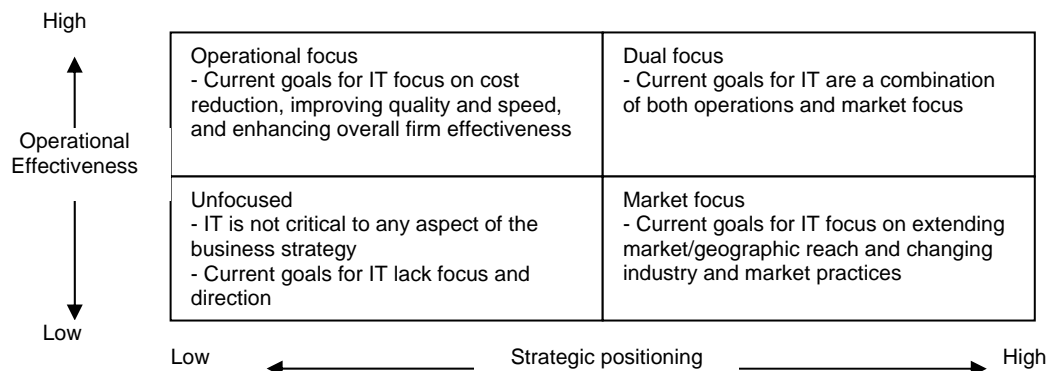 High
Operational
Effectiveness
Low
Operational focus
- Current goals for IT focus on cost
reduction, improving quality and speed,
and enhancing overall firm effectiveness
Dual focus
- Current goals for IT are a combination
of both operations and market focus
Unfocused
- IT is not critical to any aspect of the
business strategy
- Current goals for IT lack focus and
direction
Market focus
- Current goals for IT focus on extending
market/geographic reach and changing
industry and market practices
Low
Strategic positioning
High